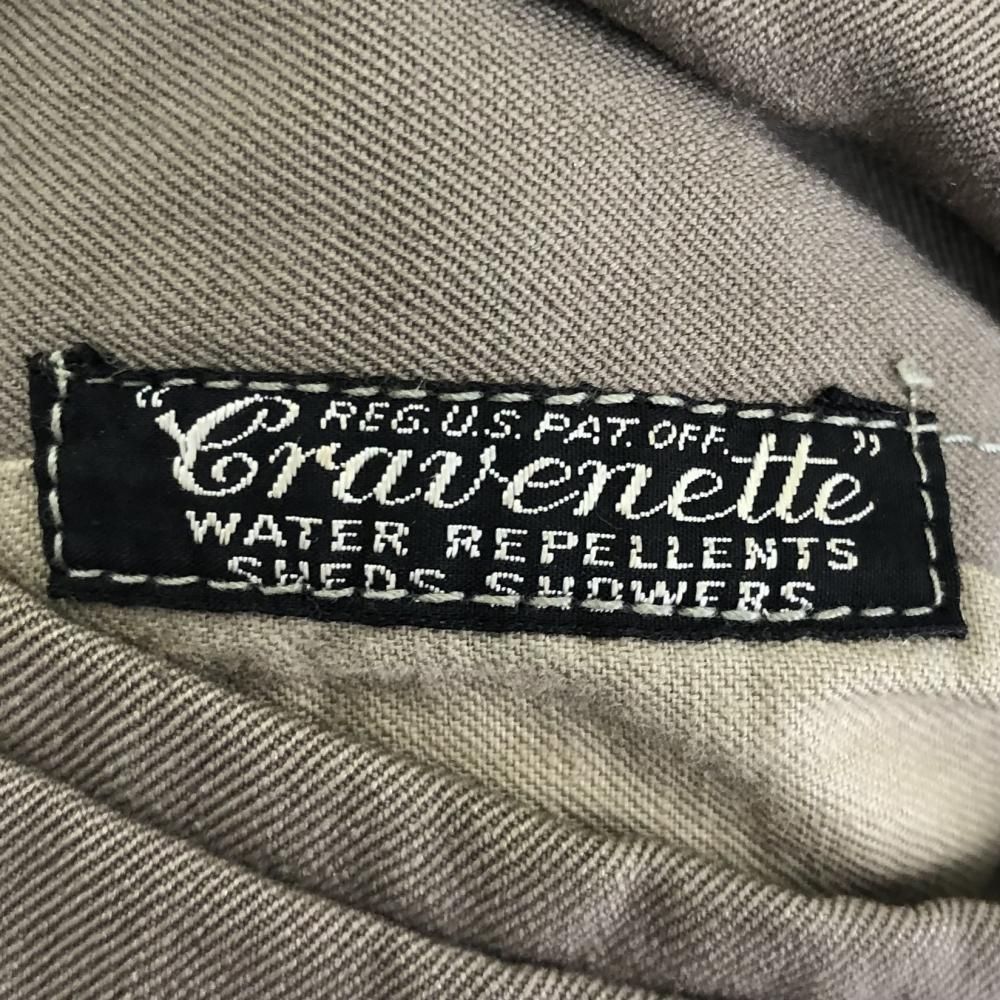 REG. U.S. PAT. OFF.
“Cravenette”
WATER REPELLENTS
SHEDS SHOWERS